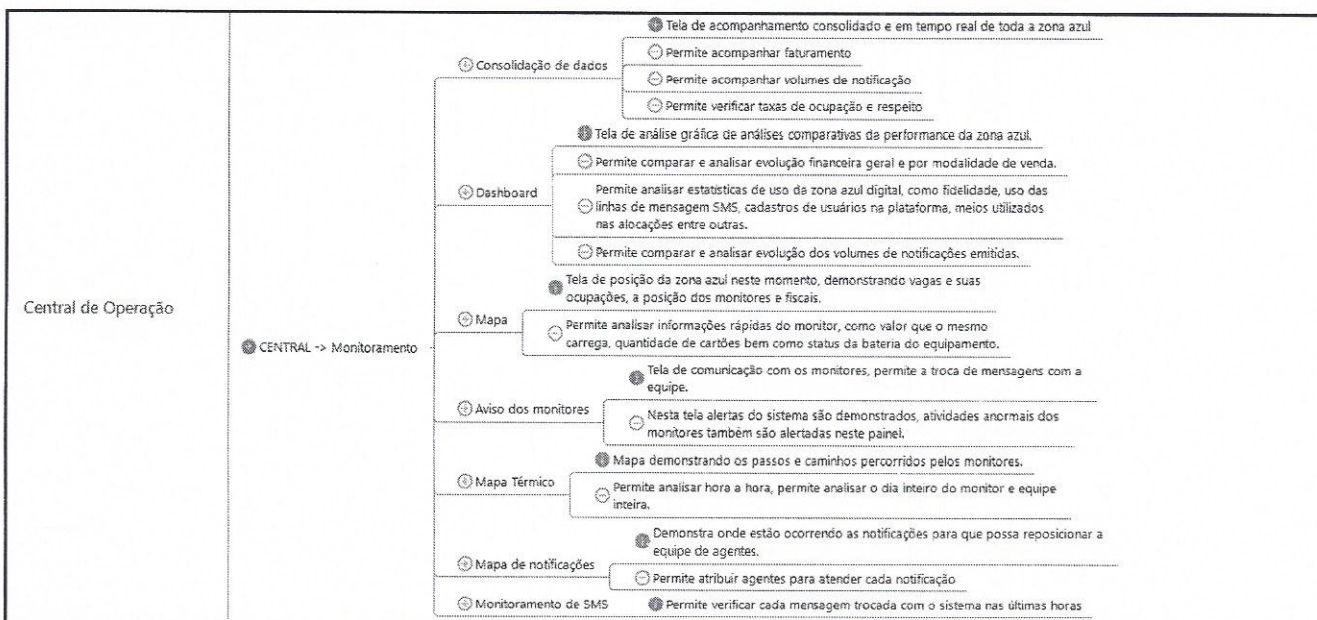 Tela de acompanhamento consolidado e em tempo real de toda a zona azul
Consolidação de dados
Permite acompanhar faturamento
Permite acompanhar volumes de notificação
Permite verificar taxas de ocupação e respeito
Tela de análise gráfica de análises comparativas da performance da zona azul.
Permite comparar e analisar evolução financeira geral e por modalidade de venda.
Dashboard
Permite analisar estatísticas de uso da zona azul digital, como fidelidade, uso das
linhas de mensagem SMS, cadastros de usuários na plataforma, meios utilizados
nas alocações entre outras.
Permite comparar e analisar evolução dos volumes de notificações emitidas.
Central de Operação
CENTRAL -> Monitoramento
Tela de posição da zona azul neste momento, demonstrando vagas e suas
ocupações, a posição dos monitores e fiscais.
Mapa
Permite analisar informações rápidas do monitor, como valor que o mesmo
carrega, quantidade de cartões bem como status da bateria do equipamento.
Tela de comunicação com os monitores, permite a troca de mensagens com a
equipe.
Aviso dos monitores
Nesta tela alertas do sistema são demonstrados, atividades anormais dos
monitores também são alertadas neste painel.
Mapa demonstrando os passos e caminhos percorridos pelos monitores.
Mapa Térmico
Permite analisar hora a hora, permite analisar o dia inteiro do monitor e equipe
inteira.
Demonstra onde estão ocorrendo as notificações para que possa reposicionar a
equipe de agentes.
Mapa de notificações
Permite atribuir agentes para atender cada notificação
Monitoramento de SMS
Permite verificar cada mensagem trocada com o sistema nas últimas horas